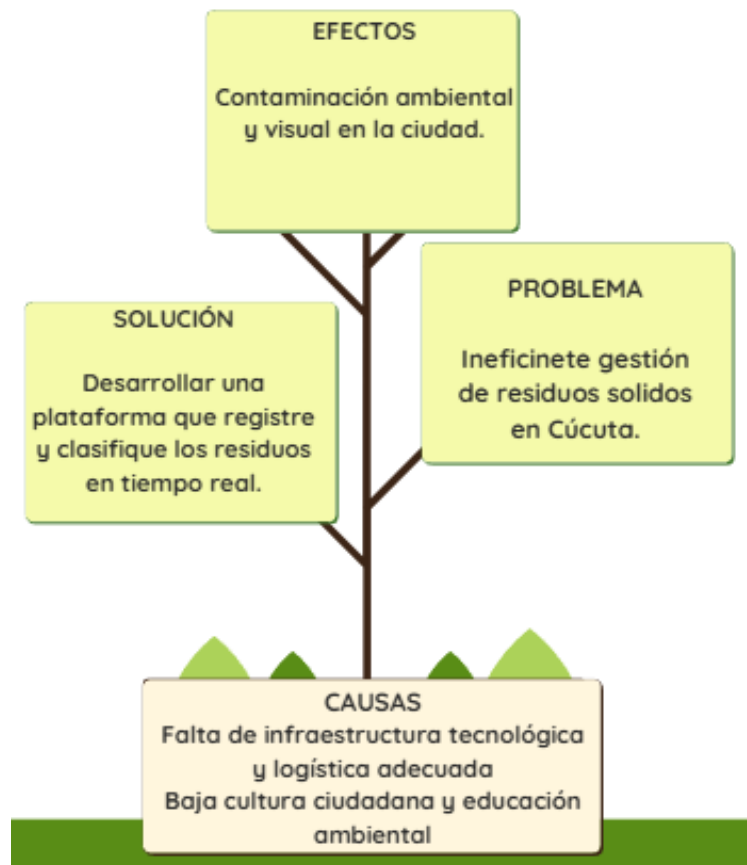 EFECTOS
Contaminación ambiental
y visual en la ciudad.
PROBLEMA
Ineficinete gestión
de residuos solidos
en Cúcuta.
SOLUCIÓN
Desarrollar una
plataforma que registre
y clasifique los residuos
en tiempo real.
CAUSAS
Falta de infraestructura tecnológica
y logística adecuada
Baja cultura ciudadana y educación
ambiental